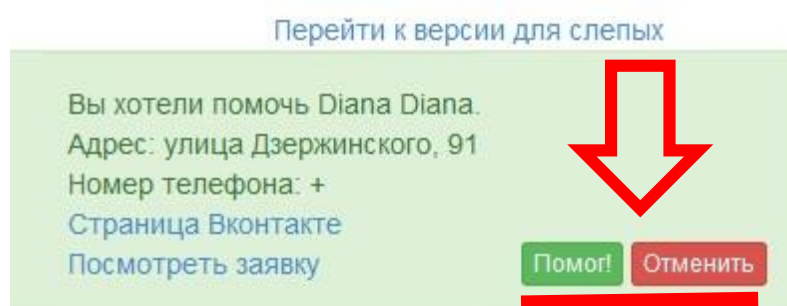 Перейти к версии для слепых
Вы хотели помочь Diana Diana.
Адрес: улица Дзержинского, 91
Номер телефона: +
Страница Вконтакте
Посмотреть заявку
Помог! Отменить